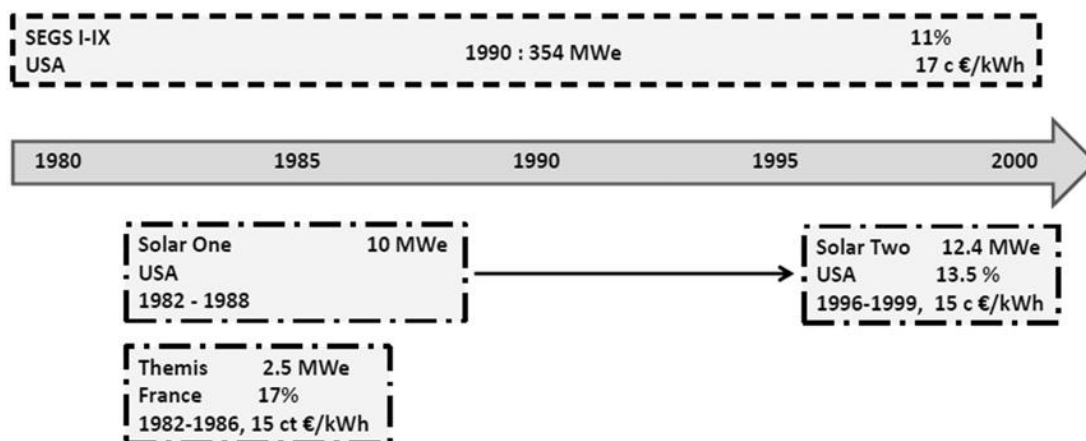 SEGS I-IX
USA
1990 : 354 MWe
11%
17 c €/kWh
1980 1985 1990 1995 2000
Solar One 10 MWe
USA
1982 - 1988
Solar Two 12.4 MWe
USA 13.5 %
1996-1999, 15 c €/kWh
Themis 2.5 MWe
France 17%
1982-1986, 15 ct €/kWh